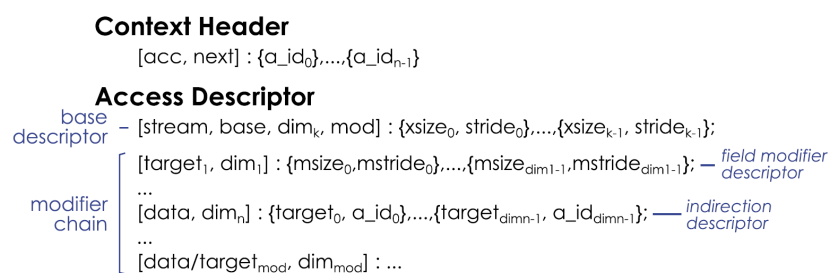 Context Header
[acc, next] : {a_id0},...,{a_idn-1}
Access Descriptor
base descriptor
[stream, base, dimk, mod] : {xsize0, stride0},...,{xsizek-1, stridek-1};
[target1, dim1] : {msize0,mstride0},...,{msizedim1-1,mstridedim1-1};
field modifier descriptor
...
modifier chain
[data, dimn] : {target0, a_id0},...,{targetdimn-1, a_iddimn-1};
indirection descriptor
...
[data/targetmod, dimmod] : ...